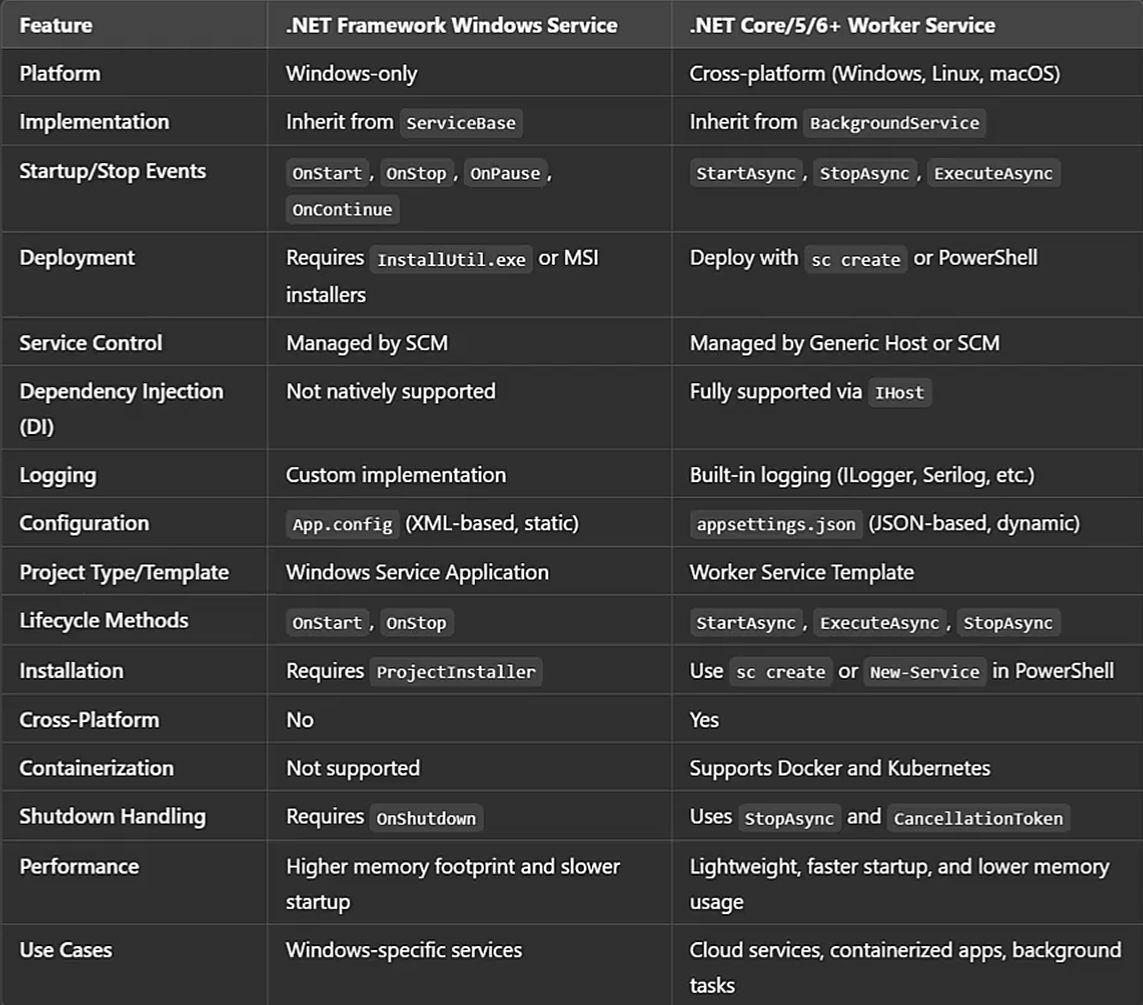 Feature .NET Framework Windows Service .NET Core/5/6+ Worker Service
Platform Windows-only Cross-platform (Windows, Linux, macOS)
Implementation Inherit from ServiceBase Inherit from BackgroundService
Startup/Stop Events OnStart, OnStop, OnPause, StartAsync, StopAsync, ExecuteAsync
OnContinue
Deployment Requires InstallUtil.exe or MSI Deploy with sc create or PowerShell
installers
Service Control Managed by SCM Managed by Generic Host or SCM
Dependency Injection Not natively supported Fully supported via IHost
(DI)
Logging Custom implementation Built-in logging (ILogger, Serilog, etc.)
Configuration App.config (XML-based, static) appsettings.json (JSON-based, dynamic)
Project Type/Template Windows Service Application Worker Service Template
Lifecycle Methods OnStart, OnStop StartAsync, ExecuteAsync, StopAsync
Installation Requires ProjectInstaller Use sc create or New-Service in PowerShell
Cross-Platform No Yes
Containerization Not supported Supports Docker and Kubernetes
Shutdown Handling Requires OnShutdown Uses StopAsync and CancellationToken
Performance Higher memory footprint and slower Lightweight, faster startup, and lower memory
startup usage
Use Cases Windows-specific services Cloud services, containerized apps, background
tasks